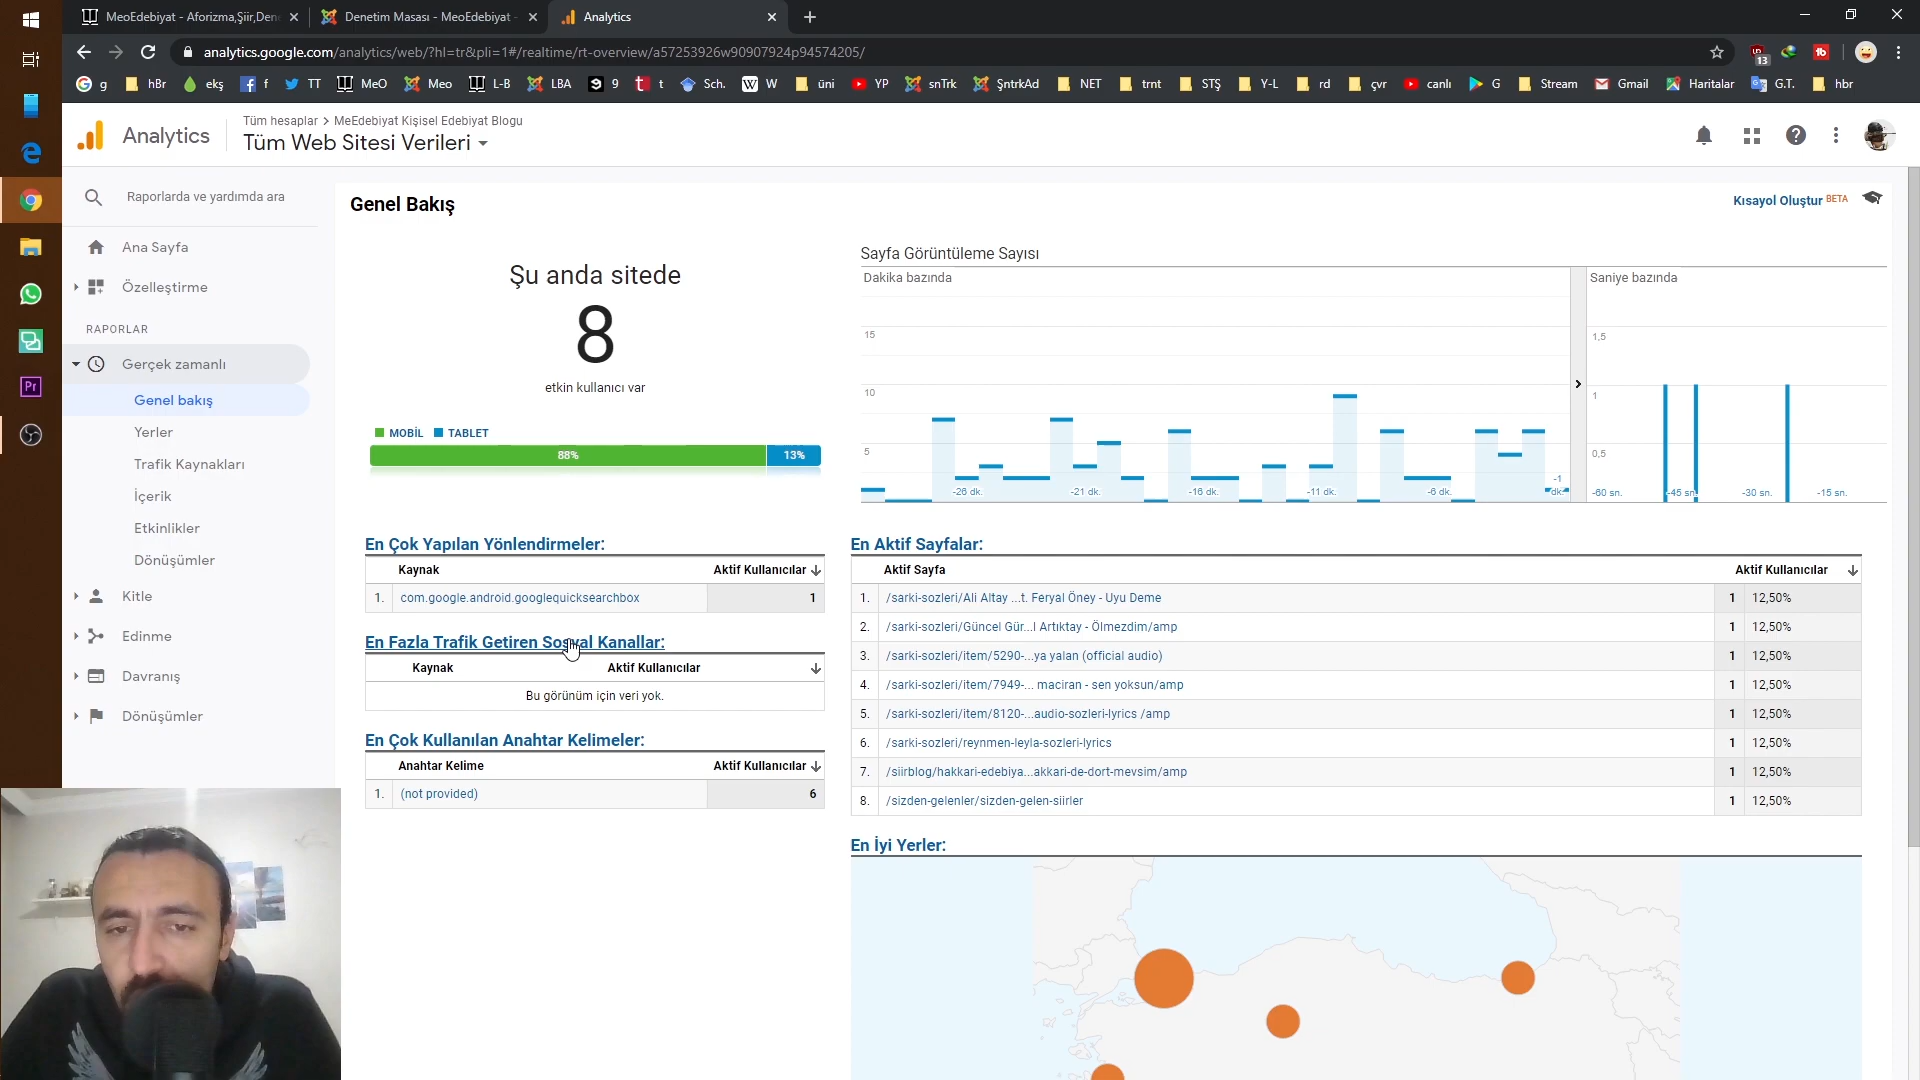 MeoEdebiyat - Aforizma,Şiir,Den
Denetim Masası - MeoEdebiyat -
Analytics
analytics.google.com/analytics/web/?hl=tr&pli=1#/realtime/rt-overview/a57253926w90907924p94574205/
13
g
hBr
ekş
f
TT
MeO
Meo
L-B
LBA
9
t
Sch.
W
üni
YP
snTrk
ŞntrkAd
NET
trnt
STŞ
Y-L
rd
çvr
canlı
G
Stream
Gmail
Haritalar
G.T.
hbr
Analytics
Tüm hesaplar > MeEdebiyat Kişisel Edebiyat Blogu
Tüm Web Sitesi Verileri
Raporlarda ve yardımda ara
Ana Sayfa
Özelleştirme
RAPORLAR
Gerçek zamanlı
Genel bakış
Yerler
Trafik Kaynakları
İçerik
Etkinlikler
Dönüşümler
Kitle
Edinme
Davranış
Dönüşümler
Pr
Genel Bakış
Kısayol Oluştur BETA
Şu anda sitede
8
etkin kullanıcı var
MOBİL TABLET
88% 13%
Sayfa Görüntüleme Sayısı
Dakika bazında
15
10
5
-26 dk. -21 dk. -16 dk. -11 dk. -6 dk. -1 dk.
Saniye bazında
1,5
1
0,5
-60 sn. -45 sn. -30 sn. -15 sn.
En Çok Yapılan Yönlendirmeler:
Kaynak Aktif Kullanıcılar
1. com.google.android.googlequicksearchbox 1
En Fazla Trafik Getiren Sosyal Kanallar:
Kaynak Aktif Kullanıcılar
Bu görünüm için veri yok.
En Çok Kullanılan Anahtar Kelimeler:
Anahtar Kelime Aktif Kullanıcılar
1. (not provided) 6
En Aktif Sayfalar:
Aktif Sayfa Aktif Kullanıcılar
1. /sarki-sozleri/Ali Altay ...t. Feryal Öney - Uyu Deme 1 12,50%
2. /sarki-sozleri/Güncel Gür...l Artıktay - Ölmezdim/amp 1 12,50%
3. /sarki-sozleri/item/5290-...ya yalan (official audio) 1 12,50%
4. /sarki-sozleri/item/7949-... maciran - sen yoksun/amp 1 12,50%
5. /sarki-sozleri/item/8120-...audio-sozleri-lyrics /amp 1 12,50%
6. /sarki-sozleri/reynmen-leyla-sozleri-lyrics 1 12,50%
7. /siirblog/hakkari-edebiya...akkari-de-dort-mevsim/amp 1 12,50%
8. /sizden-gelenler/sizden-gelen-siirler 1 12,50%
En İyi Yerler: